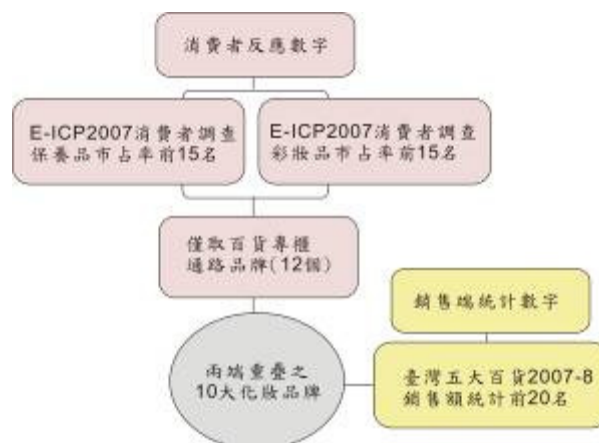 消費者反應數字
E-ICP2007消費者調查
保養品市占率前15名
E-ICP2007消費者調查
彩妝品市占率前15名
僅取百貨專櫃
通路品牌(12個)
銷售端統計數字
兩端重疊之
10大化妝品牌
臺灣五大百貨2007-8
銷售額統計前20名